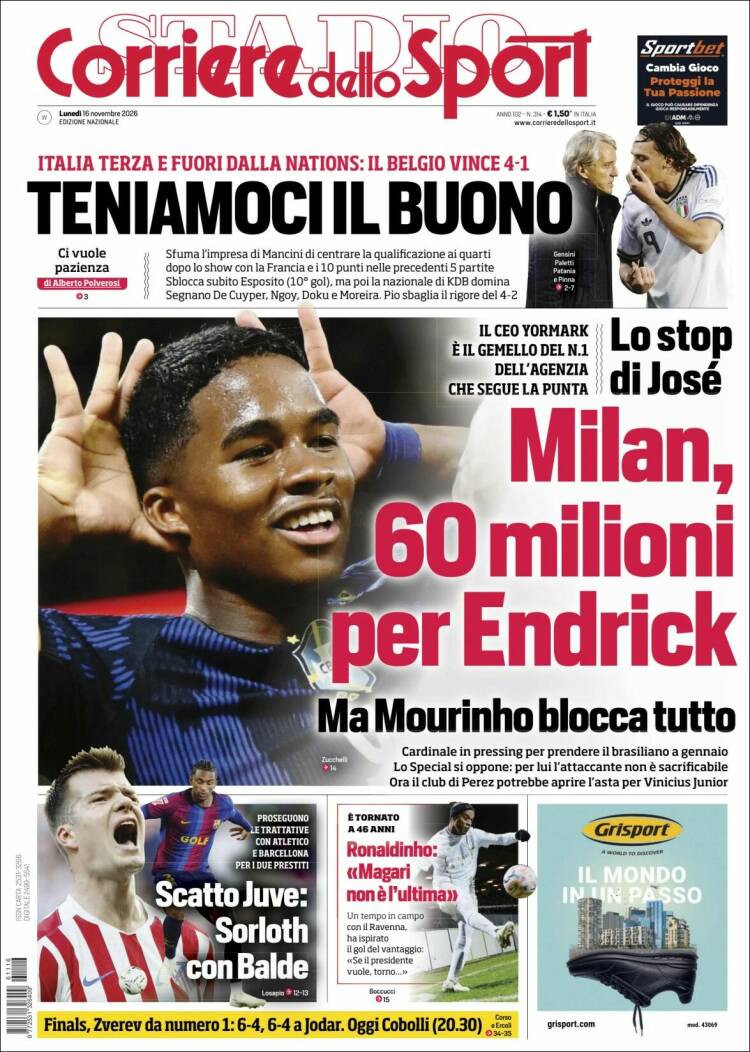 STADIO
Corriere dello Sport
Sportbet
Cambia Gioco
Proteggi la
Tua Passione
IL GIOCO PUÒ CAUSARE DIPENDENZA
GIOCA RESPONSABILMENTE
ADM
W
Lunedì 16 novembre 2026
EDIZIONE NAZIONALE
ANNO 102 - N. 314 - € 1,50* IN ITALIA
www.corrieredellosport.it
ITALIA TERZA E FUORI DALLA NATIONS: IL BELGIO VINCE 4-1
TENIAMOCI IL BUONO
Ci vuole
pazienza
di Alberto Polverosi
3
Sfuma l'impresa di Mancini di centrare la qualificazione ai quarti
dopo lo show con la Francia e i 10 punti nelle precedenti 5 partite
Sblocca subito Esposito (10° gol), ma poi la nazionale di KDB domina
Segnano De Cuyper, Ngoy, Doku e Moreira. Pio sbaglia il rigore del 4-2
Gensini
Paletti
Patania
e Pinna
2-7
9
IL CEO YORMARK
È IL GEMELLO DEL N.1
DELL'AGENZIA
CHE SEGUE LA PUNTA
Lo stop
di José
Milan,
60 milioni
per Endrick
Ma Mourinho blocca tutto
Zucchelli
14
Cardinale in pressing per prendere il brasiliano a gennaio
Lo Special si oppone: per lui l'attaccante non è sacrificabile
Ora il club di Perez potrebbe aprire l'asta per Vinicius Junior
PROSEGUONO
LE TRATTATIVE
CON ATLETICO
E BARCELLONA
PER I DUE PRESTITI
Scatto Juve:
Sorloth
con Balde
Losapio 12-13
È TORNATO
A 46 ANNI
Ronaldinho:
«Magari
non è l'ultima»
Un tempo in campo
con il Ravenna,
ha ispirato
il gol del vantaggio:
«Se il presidente
vuole, torno...»
Boccucci
15
Grisport
A WORLD TO DISCOVER
IL MONDO
IN UN PASSO
grisport.com
mod. 43069
Finals, Zverev da numero 1: 6-4, 6-4 a Jodar. Oggi Cobolli (20.30)
Corso
e Ercoli
34-35